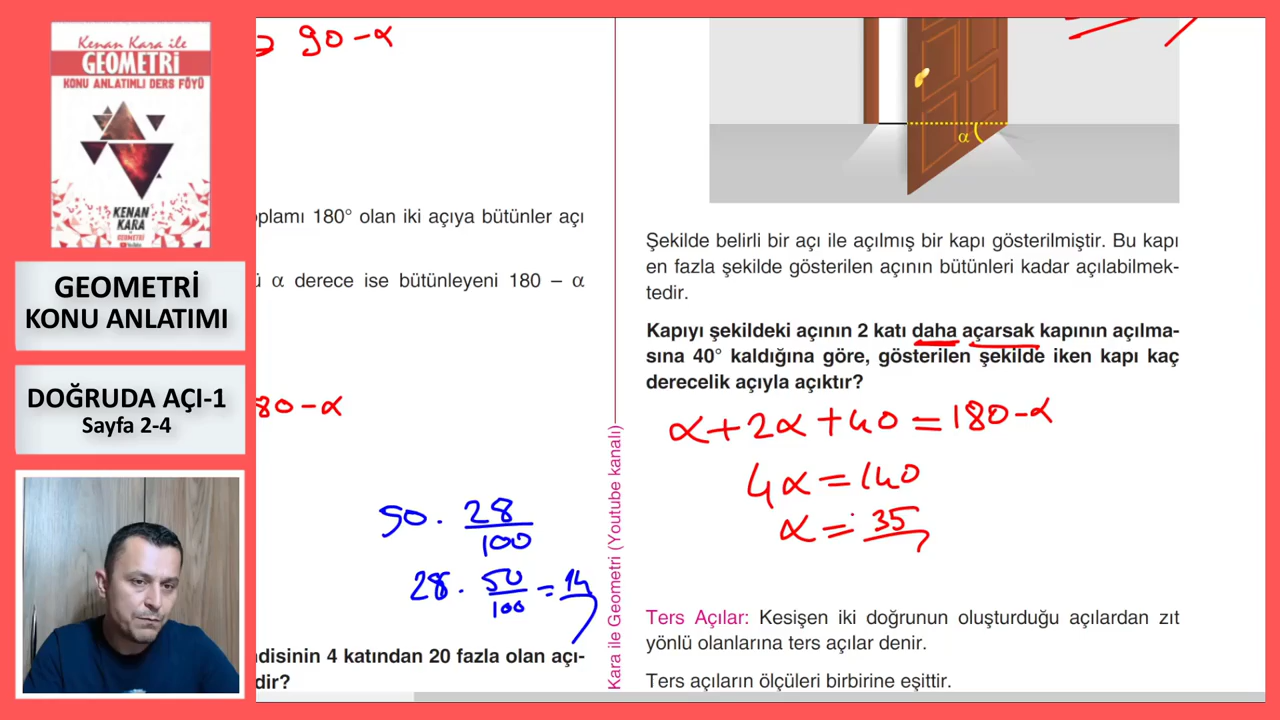 Kenan Kara ile
GEOMETRİ
KONU ANLATIMLI DERS FÖYÜ
KENAN
KARA
GEOMETRİ
KONU ANLATIMI
DOĞRUDA AÇI-1
Sayfa 2-4
90-α
oplamı 180° olan iki açıya bütünler açı
ü α derece ise bütünleyeni 180 – α
80-α
50 . 28/100
28 . 50/100 = 14
ndisinin 4 katından 20 fazla olan açı-
dir?
Kara ile Geometri (Youtube kanalı)
α
Şekilde belirli bir açı ile açılmış bir kapı gösterilmiştir. Bu kapı
en fazla şekilde gösterilen açının bütünleri kadar açılabilmek-
tedir.
Kapıyı şekildeki açının 2 katı daha açarsak kapının açılma-
sına 40° kaldığına göre, gösterilen şekilde iken kapı kaç
derecelik açıyla açıktır?
α+2α+40=180-α
4α=140
α=35
Ters Açılar: Kesişen iki doğrunun oluşturduğu açılardan zıt
yönlü olanlarına ters açılar denir.
Ters açıların ölçüleri birbirine eşittir.